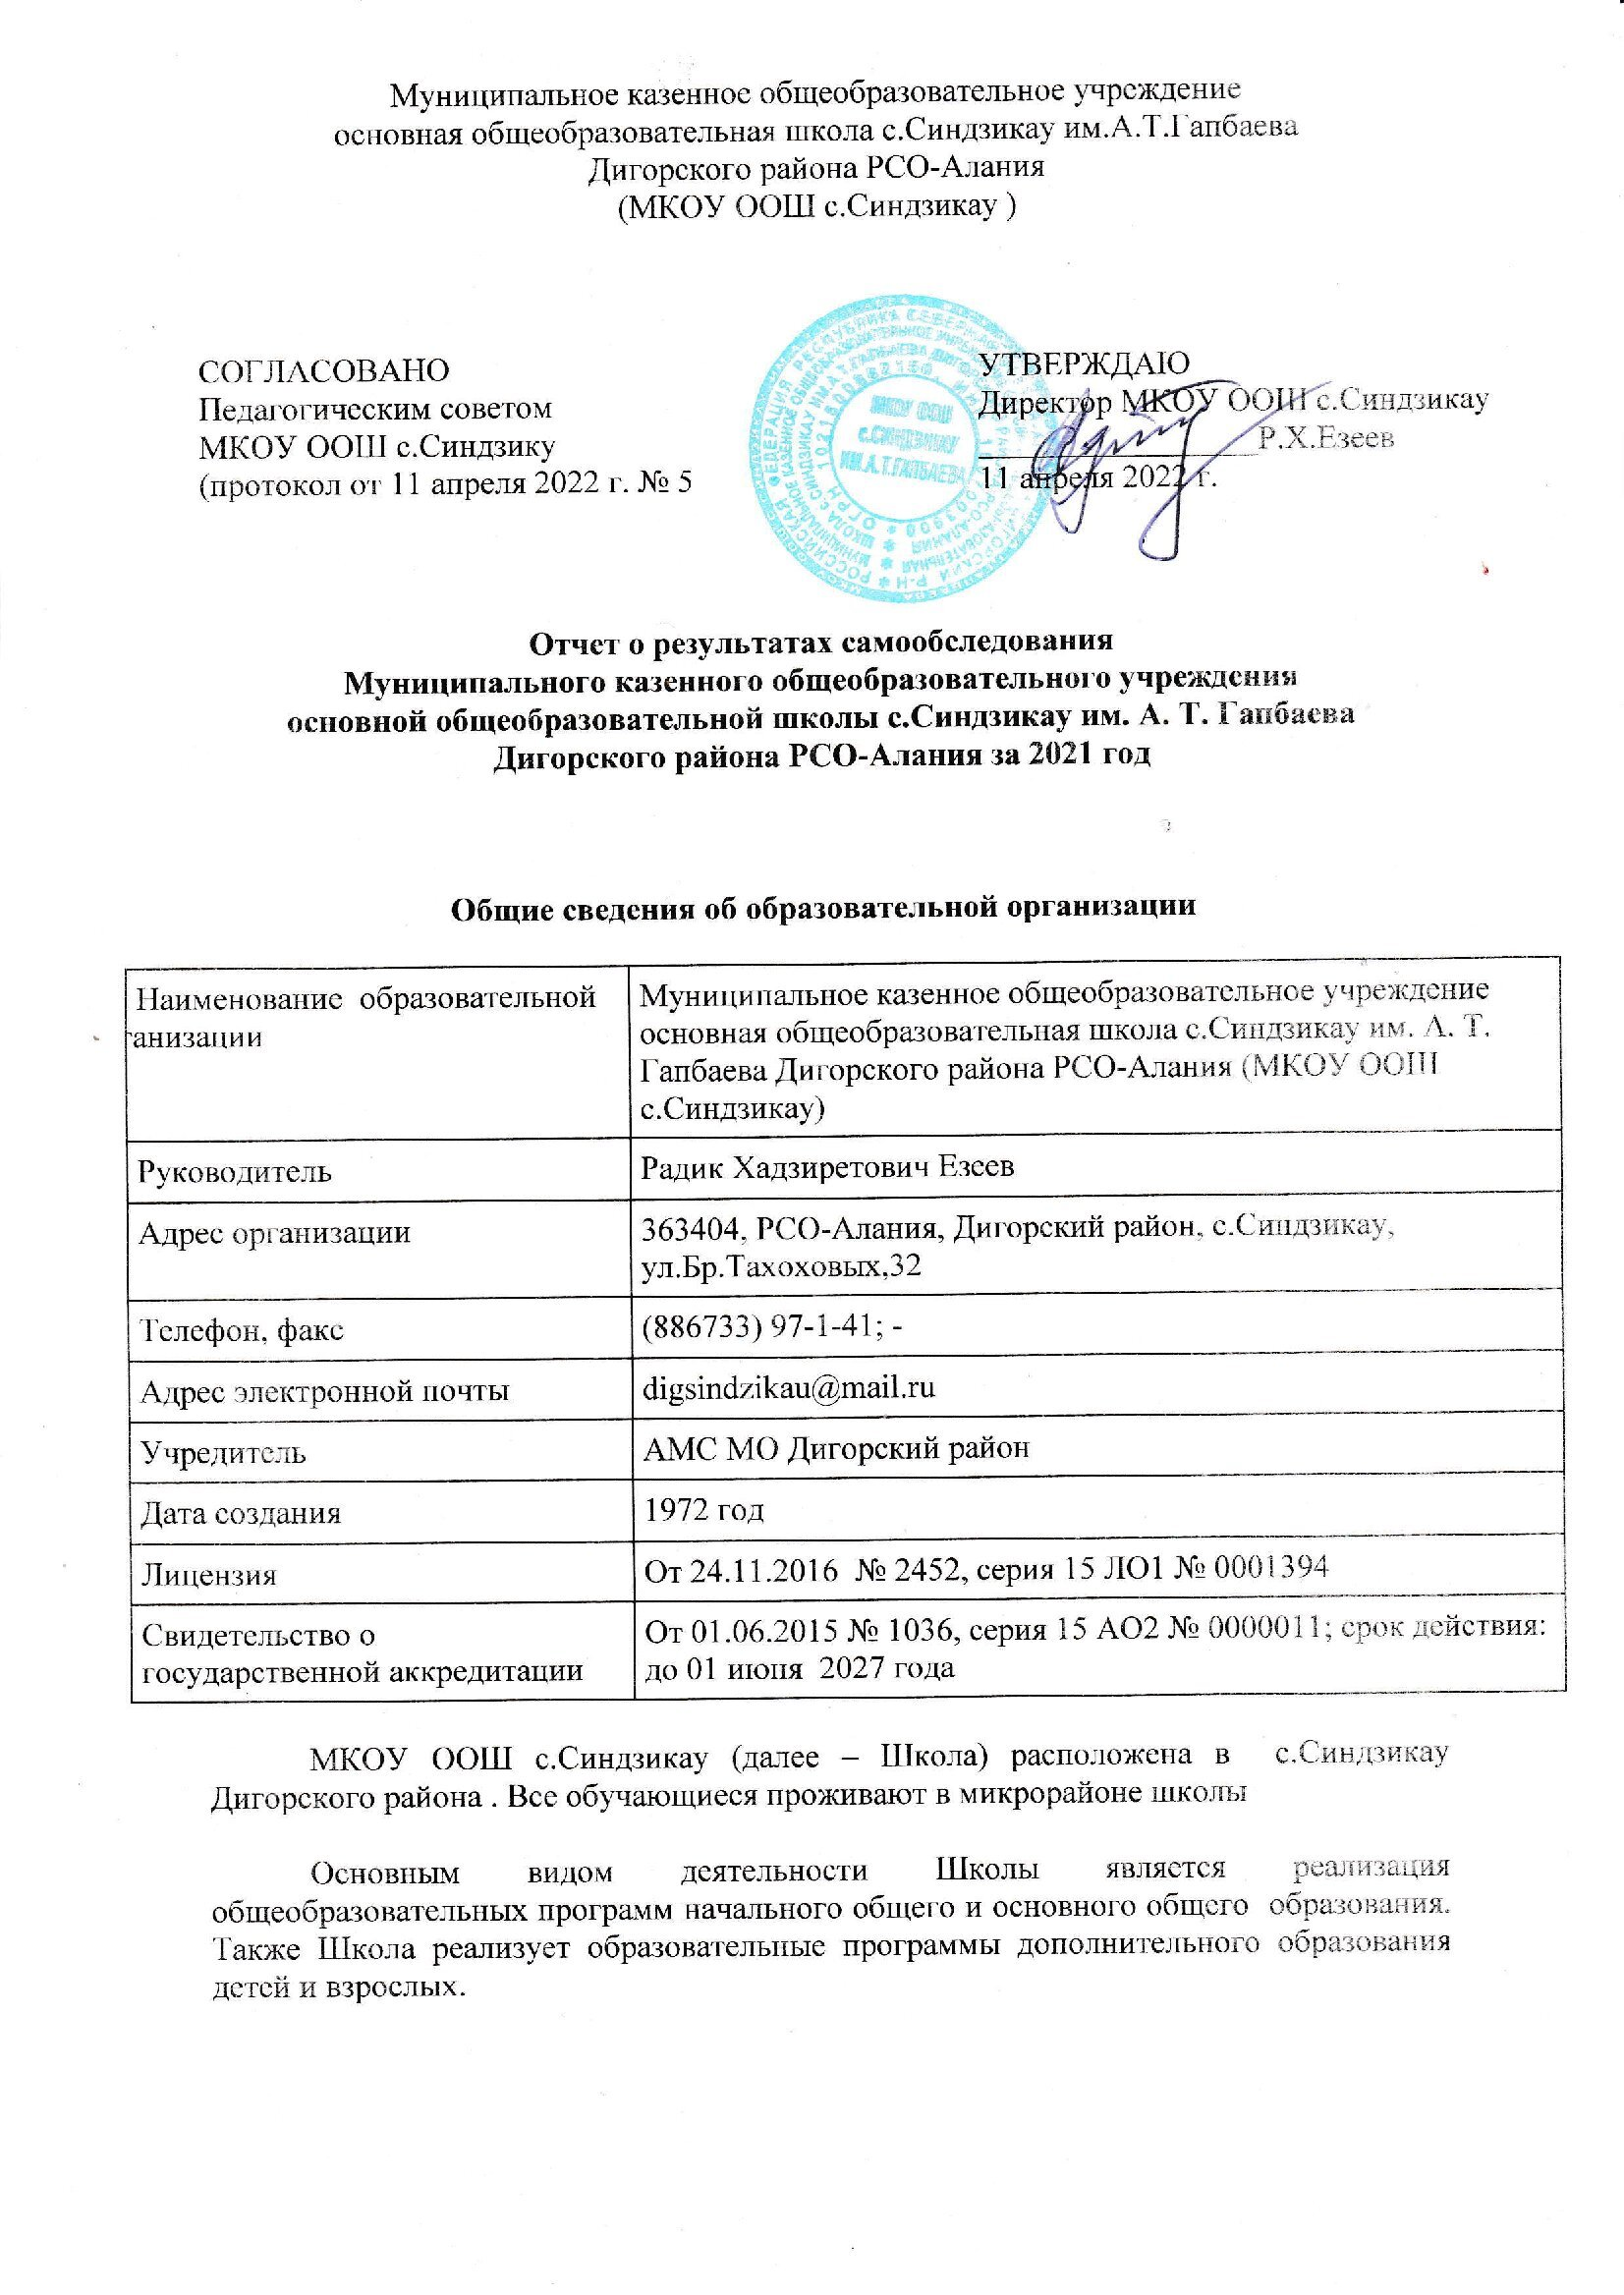 Муниципальное казенное общеобразовательное учреждение
основная общеобразовательная школа с.Синдзикау им.А.Т.Гапбаева
Дигорского района РСО-Алания
(МКОУ ООШ с.Синдзикау )
СОГЛАСОВАНО
Педагогическим советом
МКОУ ООШ с.Синдзику
(протокол от 11 апреля 2022 г. № 5
МКОУ ООШ
с.СИНДЗИКАУ
ИМ.А.Т.ГАПБАЕВА
УТВЕРЖДАЮ
Директор МКОУ ООШ с.Синдзикау
Р.Х.Езеев
11 апреля 2022 г.
Отчет о результатах самообследования
Муниципального казенного общеобразовательного учреждения
основной общеобразовательной школы с.Синдзикау им. А. Т. Гапбаева
Дигорского района РСО-Алания за 2021 год
Общие сведения об образовательной организации
Наименование образовательной
ганизации
Муниципальное казенное общеобразовательное учреждение
основная общеобразовательная школа с.Синдзикау им. А. Т.
Гапбаева Дигорского района РСО-Алания (МКОУ ООШ
с.Синдзикау)
Руководитель
Радик Хадзиретович Езеев
Адрес организации
363404, РСО-Алания, Дигорский район, с.Синдзикау,
ул.Бр.Тахоховых,32
Телефон, факс
(886733) 97-1-41; -
Адрес электронной почты
digsindzikau@mail.ru
Учредитель
АМС МО Дигорский район
Дата создания
1972 год
Лицензия
От 24.11.2016 № 2452, серия 15 ЛО1 № 0001394
Свидетельство о
государственной аккредитации
От 01.06.2015 № 1036, серия 15 АО2 № 0000011; срок действия:
до 01 июня 2027 года
МКОУ ООШ с.Синдзикау (далее – Школа) расположена в с.Синдзикау
Дигорского района . Все обучающиеся проживают в микрорайоне школы
Основным видом деятельности Школы является реализация
общеобразовательных программ начального общего и основного общего образования.
Также Школа реализует образовательные программы дополнительного образования
детей и взрослых.